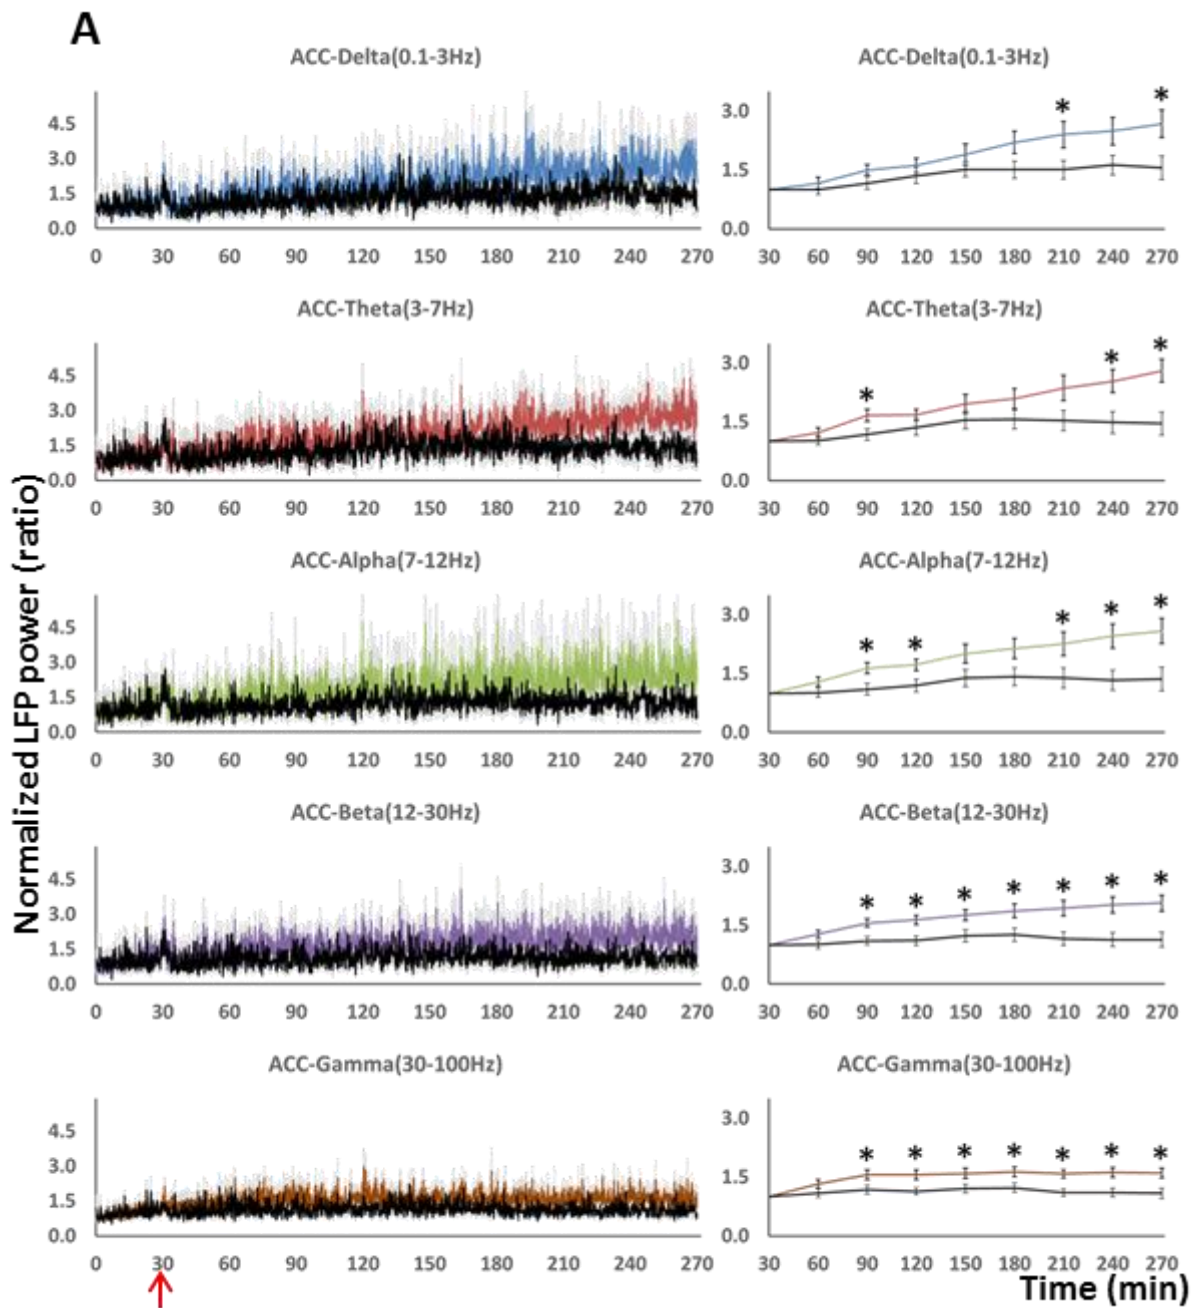 A
ACC-Delta(0.1-3Hz)
4.5
3.0
1.5
0.0
0 30 60 90 120 150 180 210 240 270
ACC-Delta(0.1-3Hz)
3.0
1.5
0.0
* *
30 60 90 120 150 180 210 240 270
ACC-Theta(3-7Hz)
4.5
3.0
1.5
0.0
0 30 60 90 120 150 180 210 240 270
ACC-Theta(3-7Hz)
3.0
1.5
0.0
* * *
30 60 90 120 150 180 210 240 270
Normalized LFP power (ratio)
ACC-Alpha(7-12Hz)
4.5
3.0
1.5
0.0
0 30 60 90 120 150 180 210 240 270
ACC-Alpha(7-12Hz)
3.0
1.5
0.0
* * * * *
30 60 90 120 150 180 210 240 270
ACC-Beta(12-30Hz)
4.5
3.0
1.5
0.0
0 30 60 90 120 150 180 210 240 270
ACC-Beta(12-30Hz)
3.0
1.5
0.0
* * * * * * *
30 60 90 120 150 180 210 240 270
ACC-Gamma(30-100Hz)
4.5
3.0
1.5
0.0
0 30 60 90 120 150 180 210 240 270
ACC-Gamma(30-100Hz)
3.0
1.5
0.0
* * * * * * *
30 60 90 120 150 180 210 240 270
Time (min)